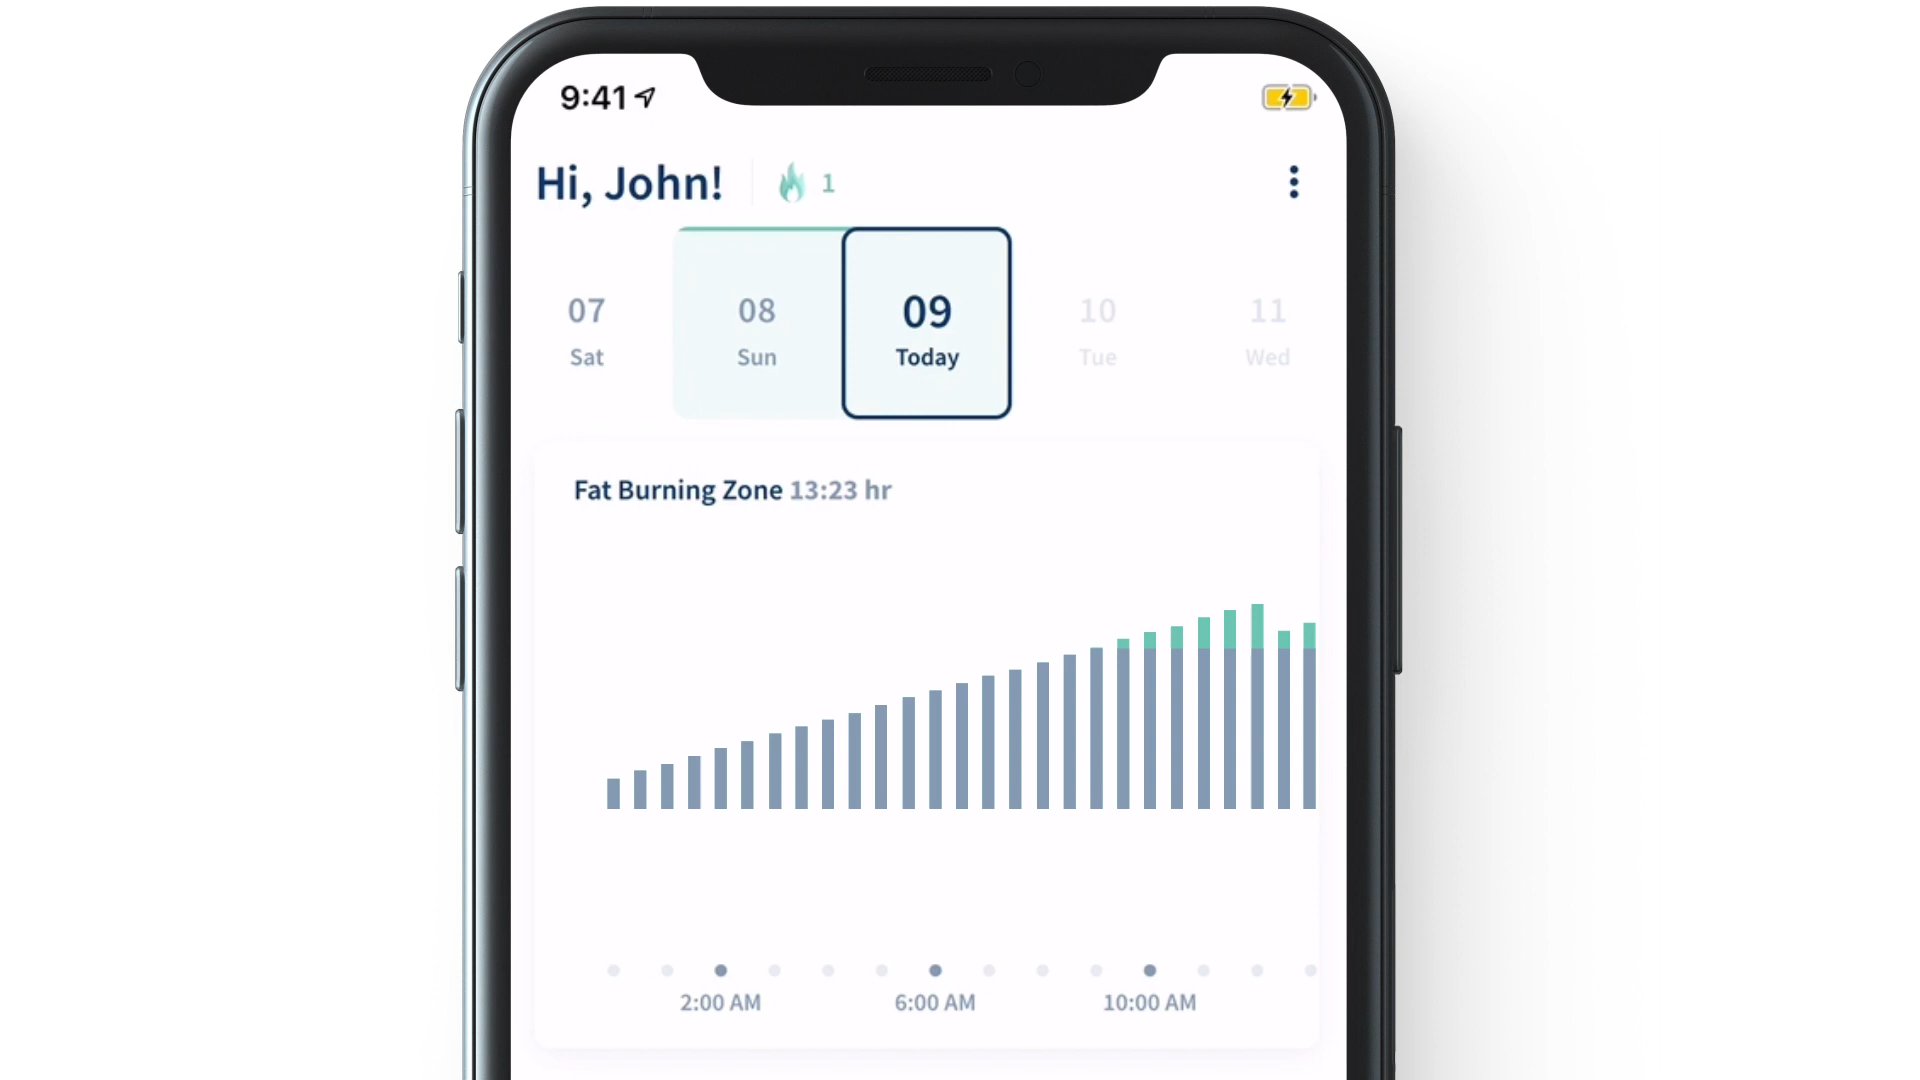 9:41
Hi, John! 1
07 08 09 10 11
Sat Sun Today Tue Wed
Fat Burning Zone 13:23 hr
2:00 AM 6:00 AM 10:00 AM